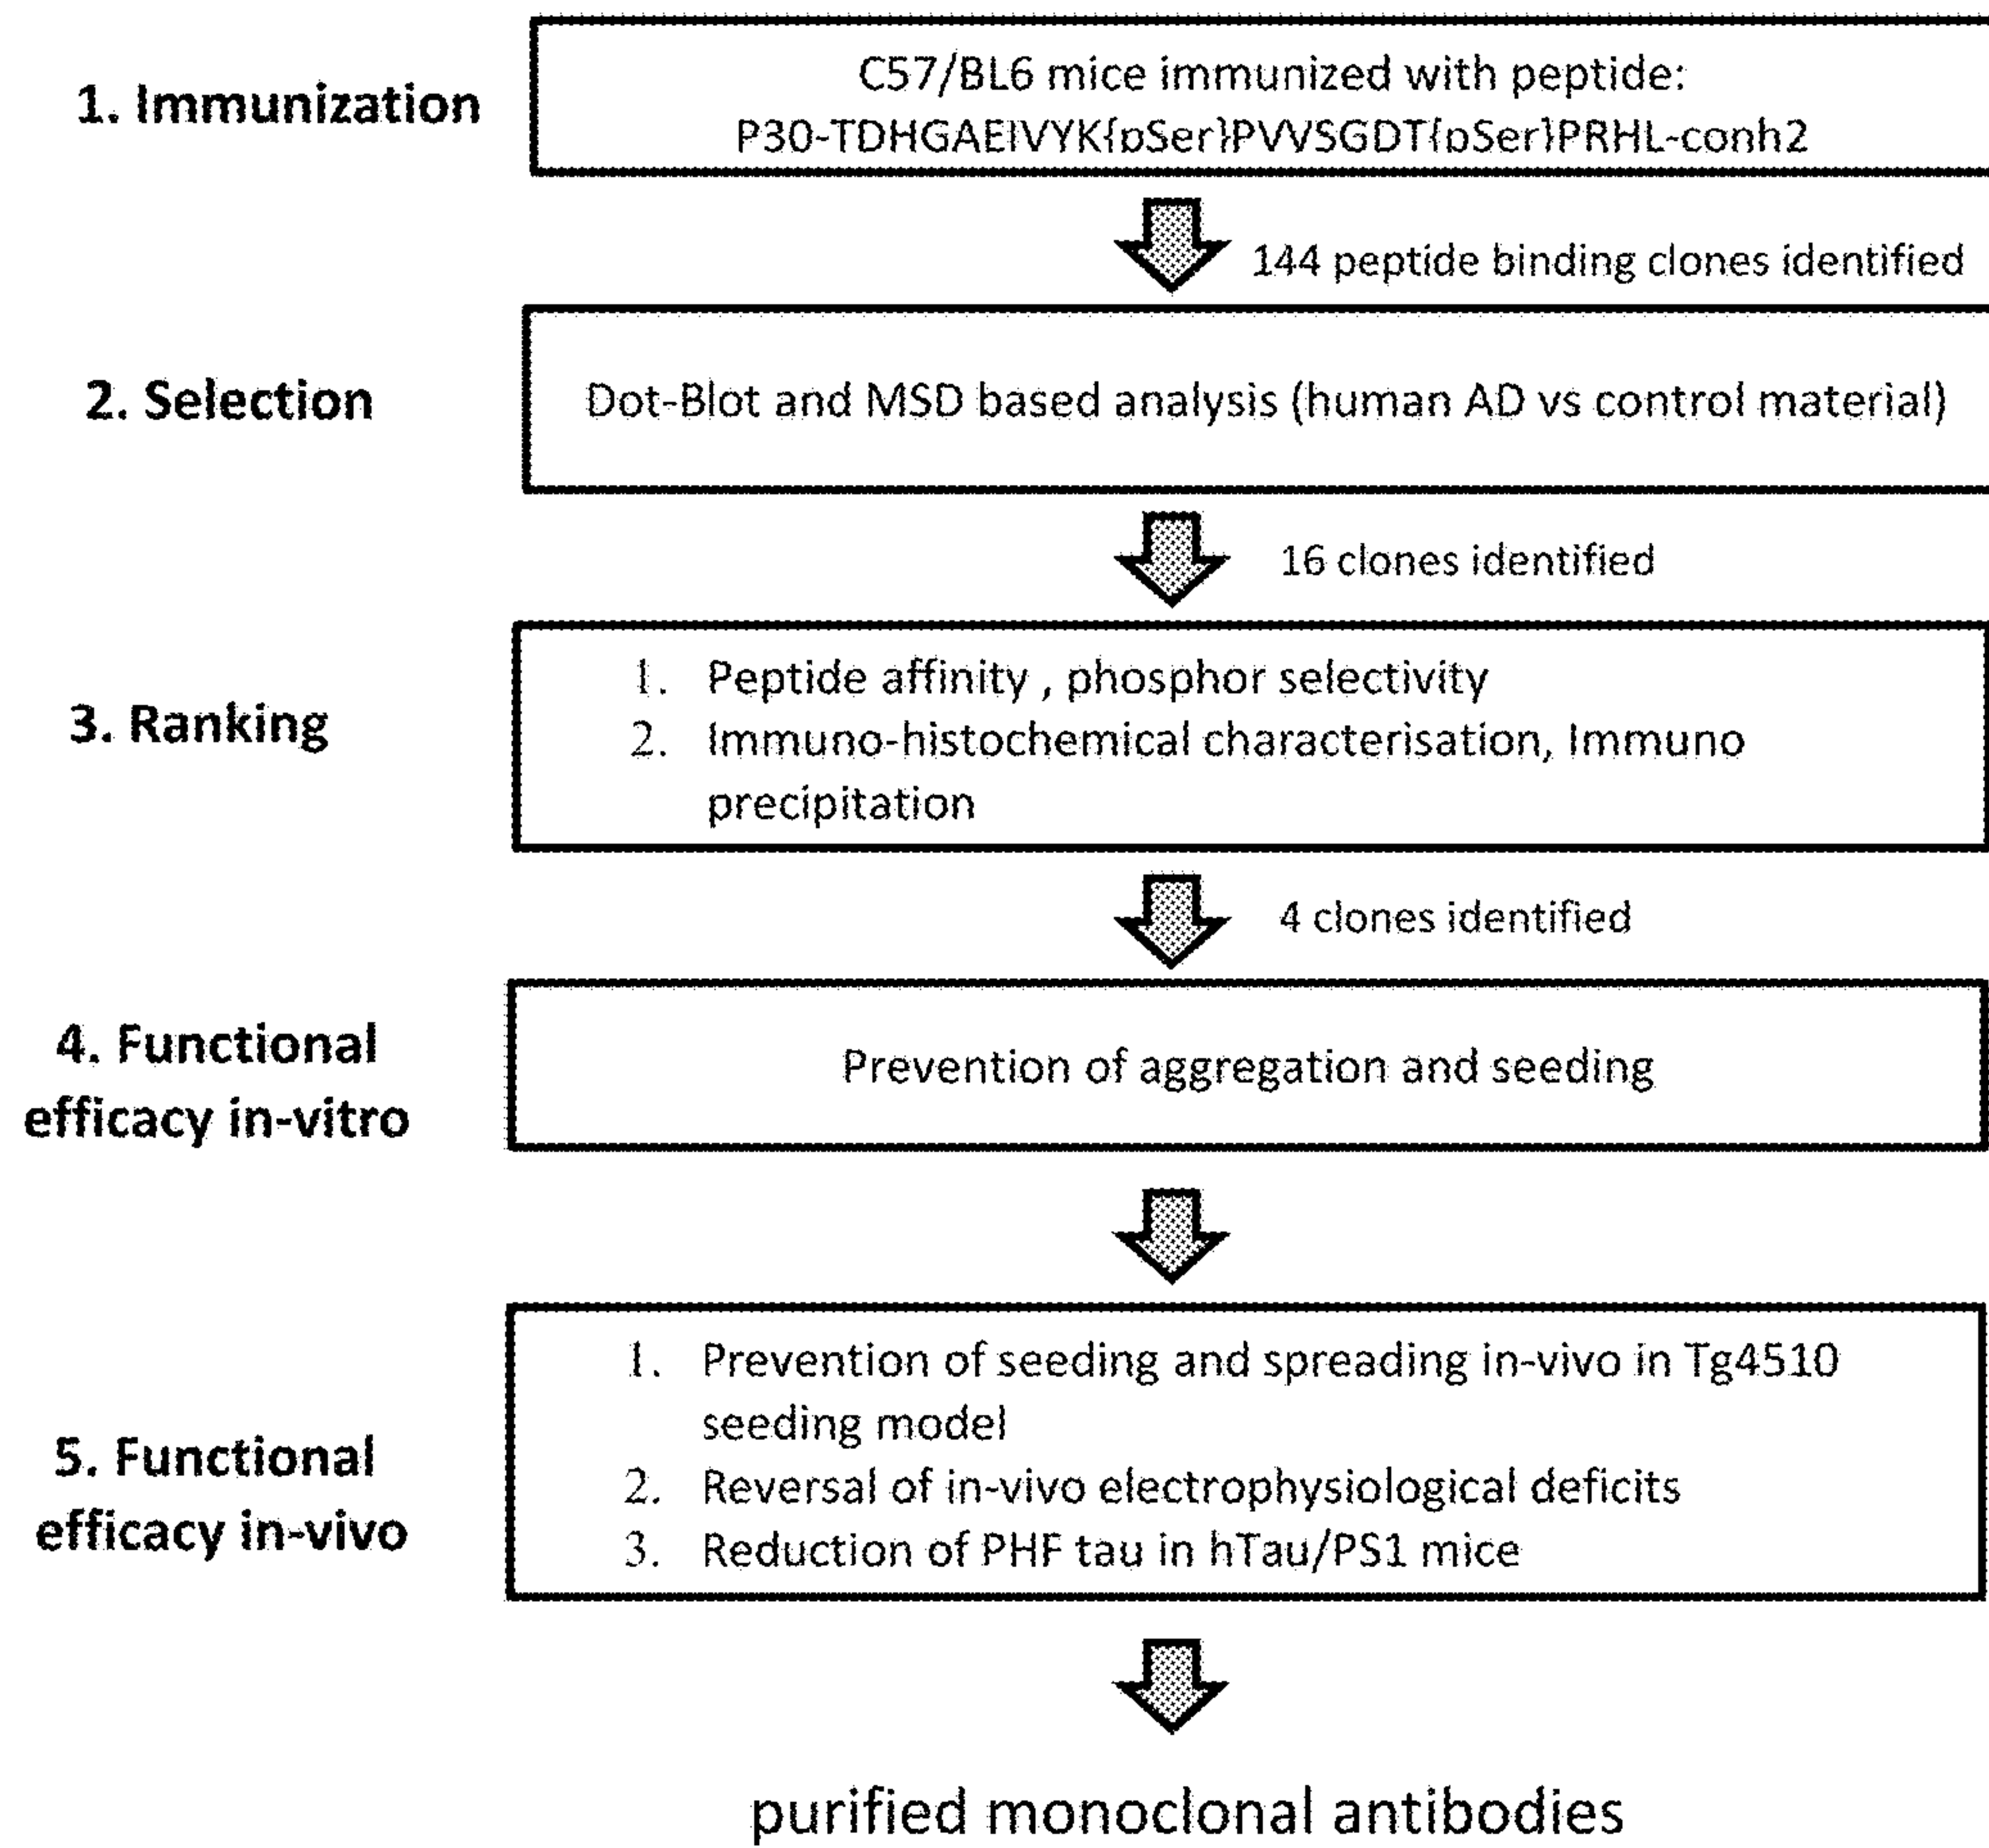 1. Immunization
C57/BL6 mice immunized with peptide:
P30-TDHGAEIVYK{pSer}PVVSGDT{pSer}PRHL-conh2
144 peptide binding clones identified
2. Selection
Dot-Blot and MSD based analysis (human AD vs control material)
16 clones identified
3. Ranking
1. Peptide affinity , phosphor selectivity
2. Immuno-histochemical characterisation, Immuno
precipitation
4 clones identified
4. Functional
efficacy in-vitro
Prevention of aggregation and seeding
5. Functional
efficacy in-vivo
1. Prevention of seeding and spreading in-vivo in Tg4510
seeding model
2. Reversal of in-vivo electrophysiological deficits
3. Reduction of PHF tau in hTau/PS1 mice
purified monoclonal antibodies